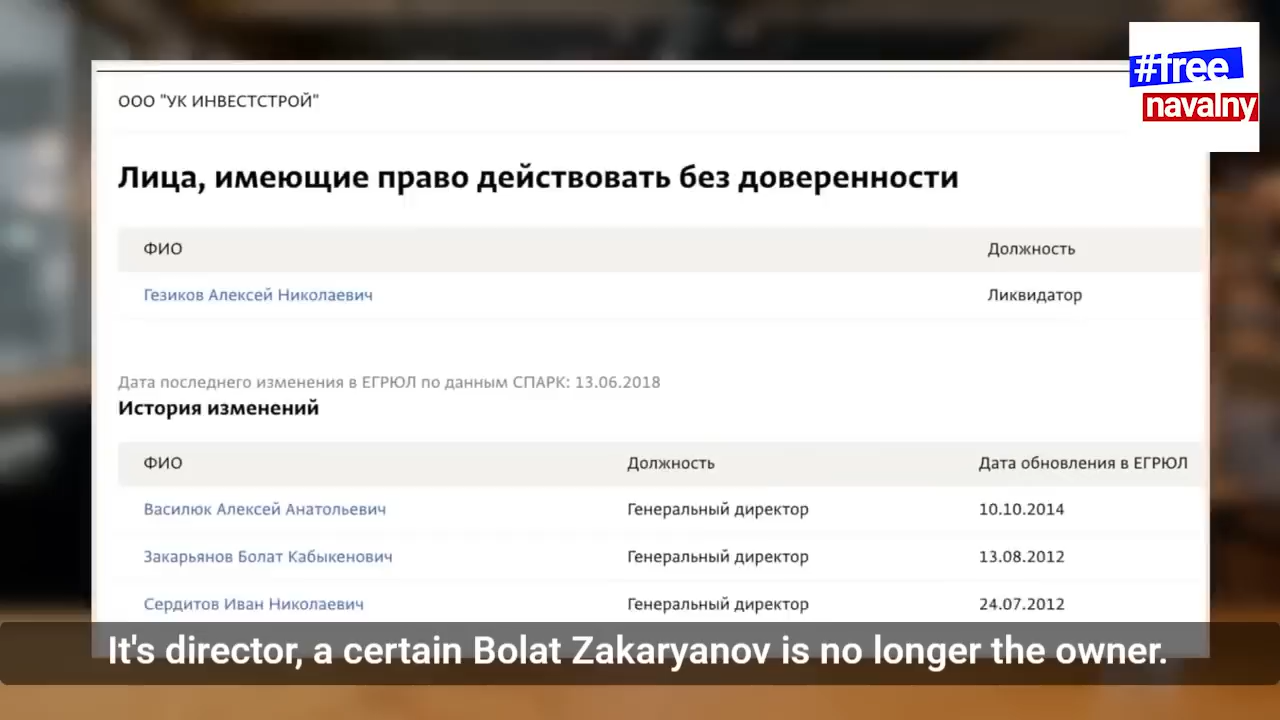 #free
navalny
ООО "УК ИНВЕСТСТРОЙ"
Лица, имеющие право действовать без доверенности
ФИО Должность
Гезиков Алексей Николаевич Ликвидатор
Дата последнего изменения в ЕГРЮЛ по данным СПАРК: 13.06.2018
История изменений
ФИО Должность Дата обновления в ЕГРЮЛ
Василюк Алексей Анатольевич Генеральный директор 10.10.2014
Закарьянов Болат Кабыкенович Генеральный директор 13.08.2012
Сердитов Иван Николаевич Генеральный директор 24.07.2012
It's director, a certain Bolat Zakaryanov is no longer the owner.